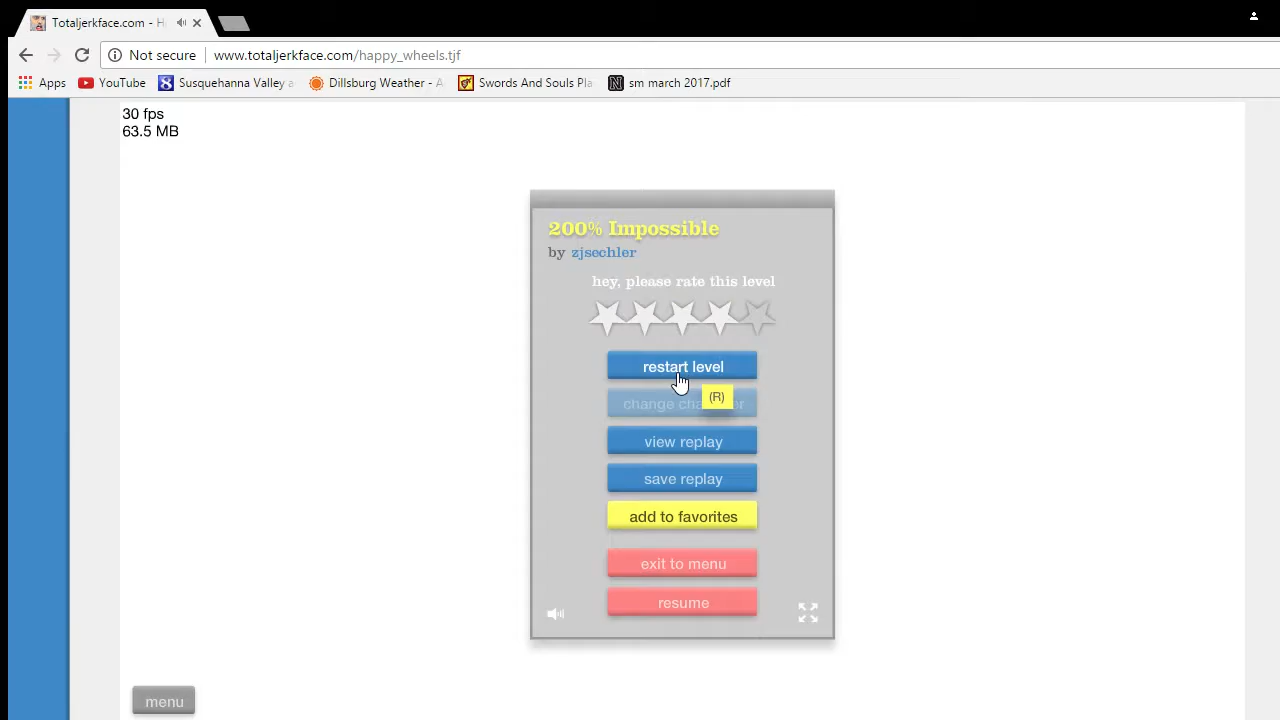 Totaljerkface.com - H
Not secure
www.totaljerkface.com/happy_wheels.tjf
Apps
YouTube
Susquehanna Valley a
Dillsburg Weather - A
Swords And Souls Pla
sm march 2017.pdf
30 fps
63.5 MB
200% Impossible
by zjsechler
hey, please rate this level
restart level
(R)
change
view replay
save replay
add to favorites
exit to menu
resume
menu